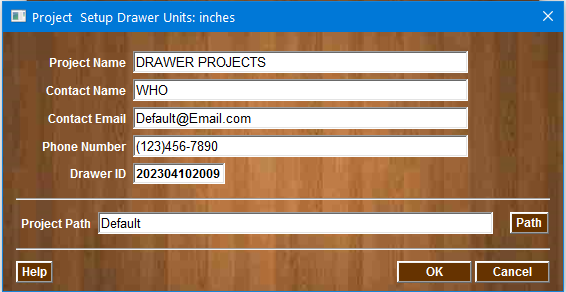 Project Setup Drawer Units: inches
Project Name DRAWER PROJECTS
Contact Name WHO
Contact Email Default@Email.com
Phone Number (123)456-7890
Drawer ID 202304102009
Project Path Default Path
Help OK Cancel